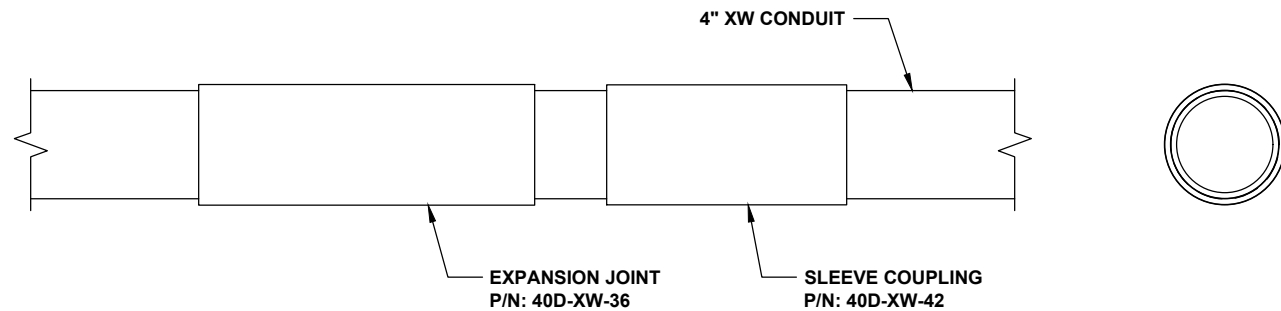 4" XW CONDUIT
EXPANSION JOINT
P/N: 40D-XW-36
SLEEVE COUPLING
P/N: 40D-XW-42